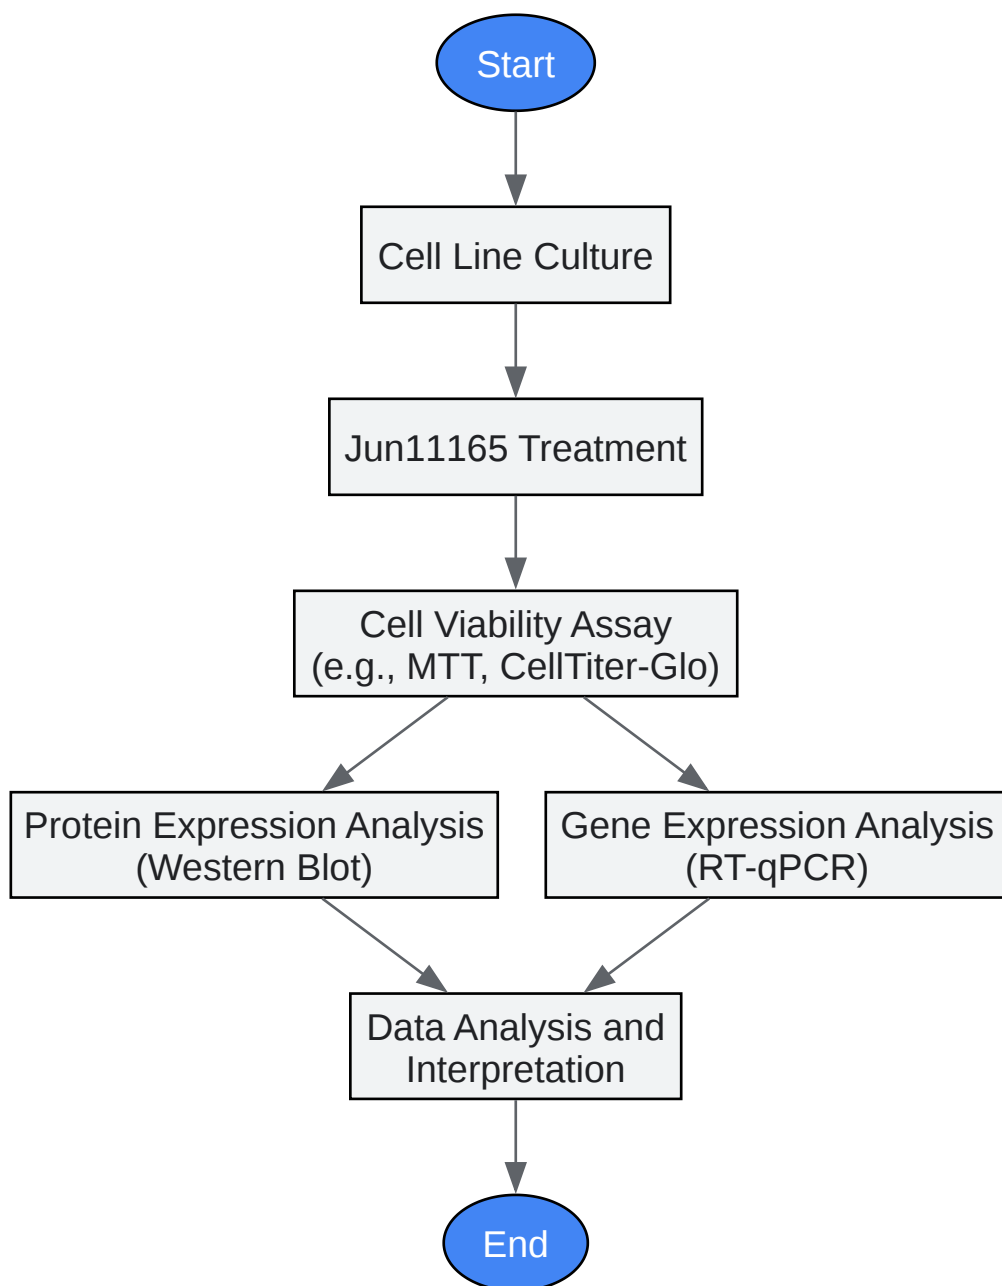 Start
Cell Line Culture
Jun11165 Treatment
Cell Viability Assay
(e.g., MTT, CellTiter-Glo)
Protein Expression Analysis
(Western Blot)
Gene Expression Analysis
(RT-qPCR)
Data Analysis and
Interpretation
End